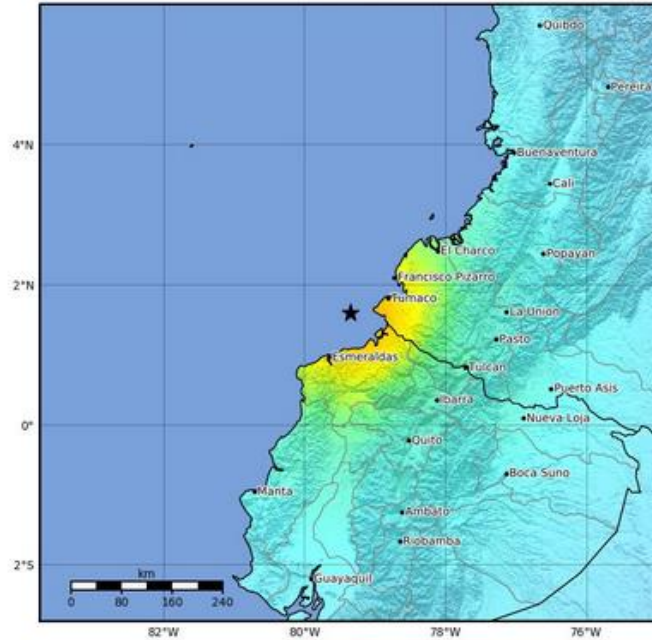 Quibdo
Pereira
4°N
Buenaventura
Cali
El Charco
Popayan
Francisco Pizarro
2°N
Tumaco
La Union
Pasto
Esmeraldas
Tulcan
Puerto Asis
Ibarra
0°
Nueva Loja
Quito
Boca Suno
Manta
Ambato
Riobamba
2°S
km
Guayaquil
0 80 160 240
82°W 80°W 78°W 76°W